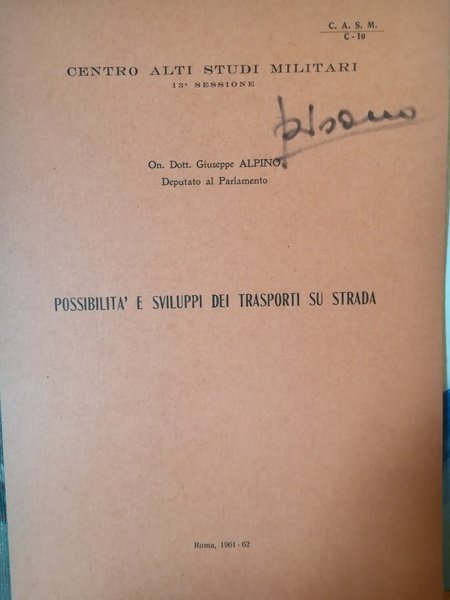 C. A. S. M.
C - 10
CENTRO ALTI STUDI MILITARI
13ª SESSIONE
pisano
On. Dott. Giuseppe ALPINO
Deputato al Parlamento
POSSIBILITA' E SVILUPPI DEI TRASPORTI SU STRADA
Roma, 1961 - 62